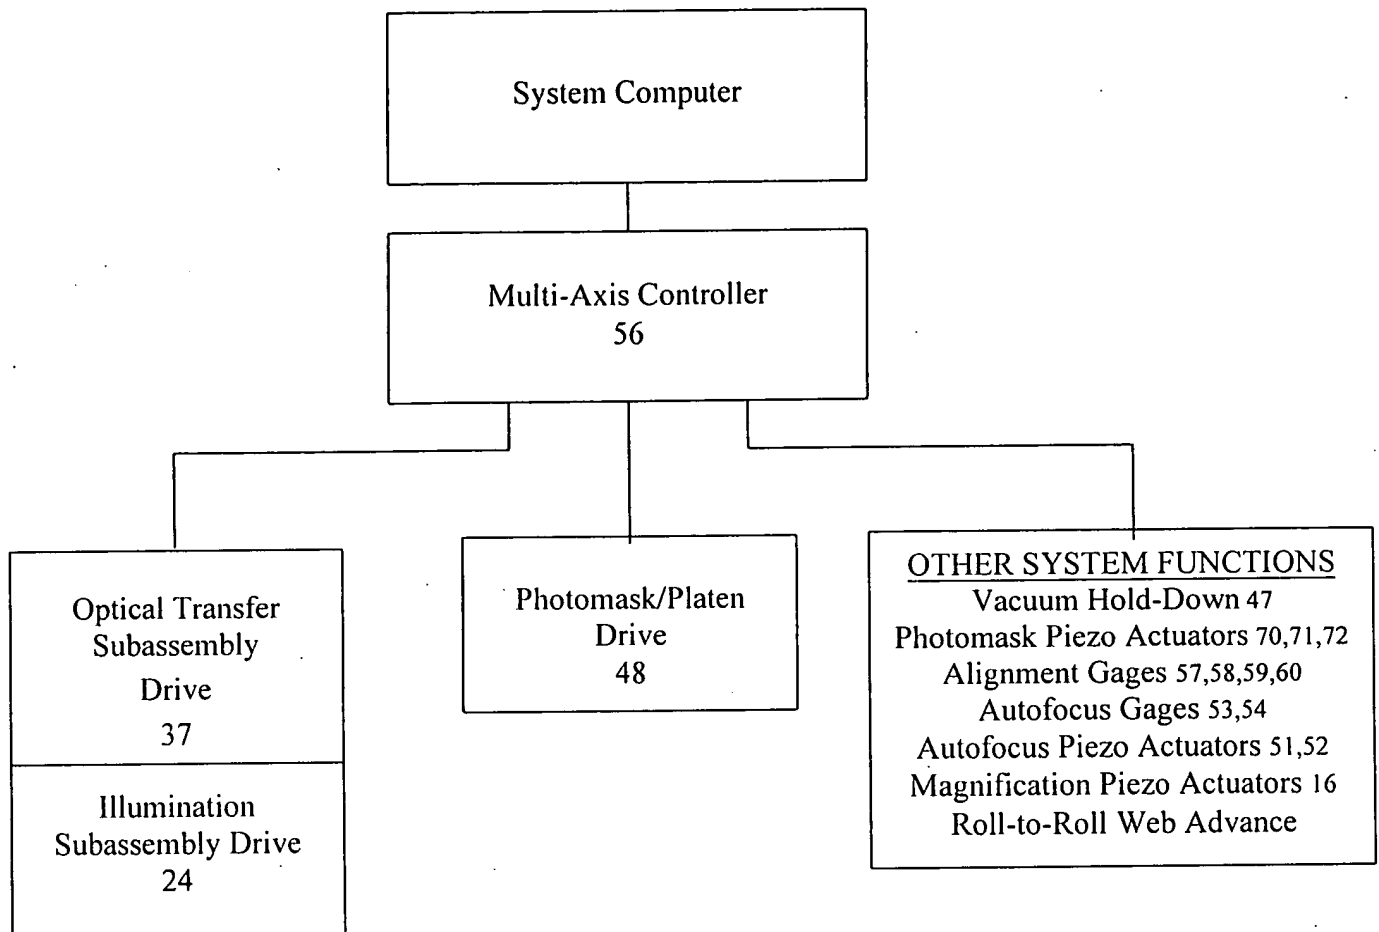 System Computer
Multi-Axis Controller
56
Optical Transfer
Subassembly
Drive
37
Illumination
Subassembly Drive
24
Photomask/Platen
Drive
48
OTHER SYSTEM FUNCTIONS
Vacuum Hold-Down 47
Photomask Piezo Actuators 70,71,72
Alignment Gages 57,58,59,60
Autofocus Gages 53,54
Autofocus Piezo Actuators 51,52
Magnification Piezo Actuators 16
Roll-to-Roll Web Advance